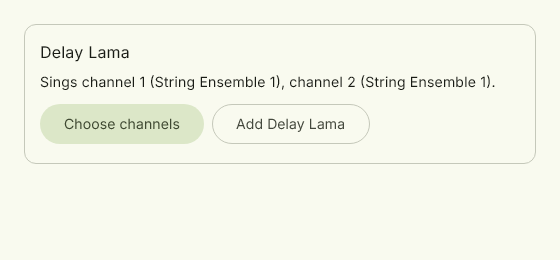 Delay Lama
Sings channel 1 (String Ensemble 1), channel 2 (String Ensemble 1).
Choose channels
Add Delay Lama